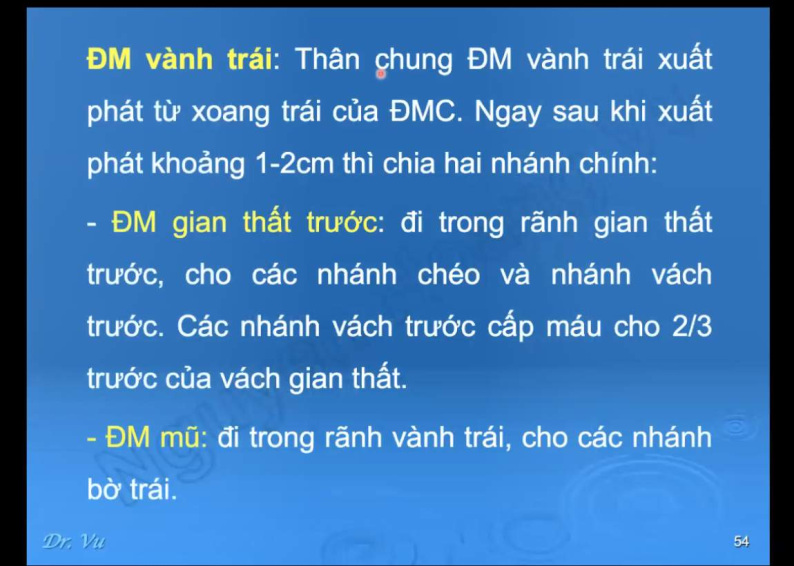 ĐM vành trái: Thân chung ĐM vành trái xuất
phát từ xoang trái của ĐMC. Ngay sau khi xuất
phát khoảng 1-2cm thì chia hai nhánh chính:
- ĐM gian thất trước: đi trong rãnh gian thất
trước, cho các nhánh chéo và nhánh vách
trước. Các nhánh vách trước cấp máu cho 2/3
trước của vách gian thất.
- ĐM mũ: đi trong rãnh vành trái, cho các nhánh
bờ trái.
Dr. Vu
54